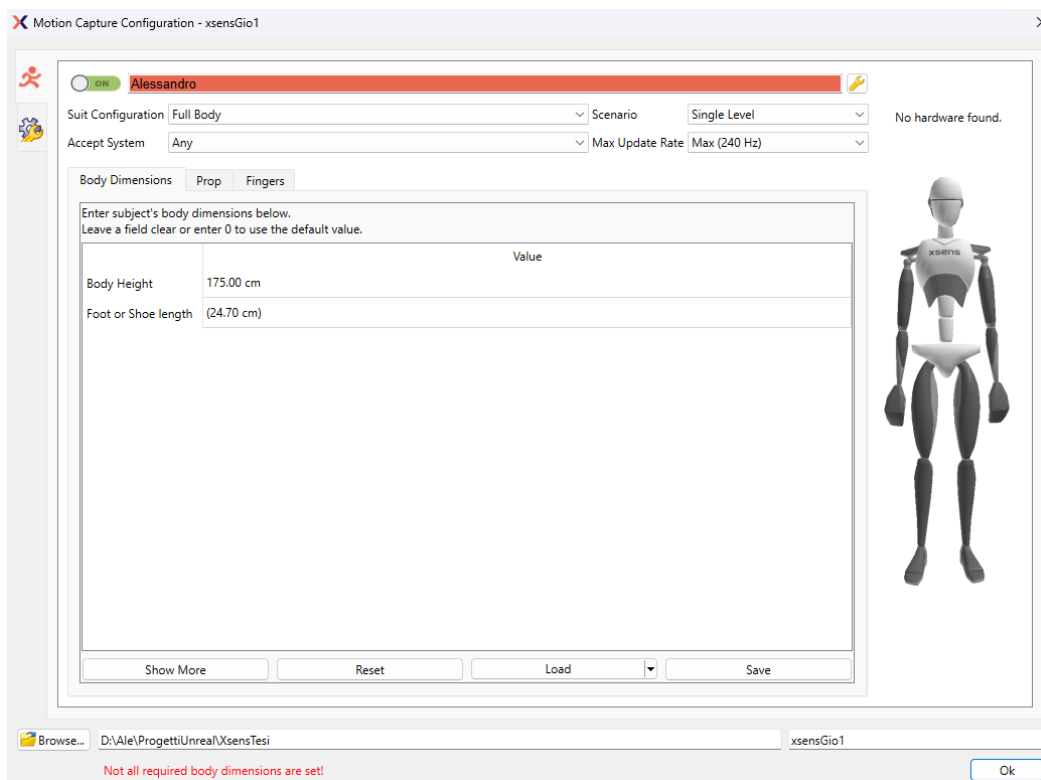 Motion Capture Configuration - xsensGio1
ON Alessandro
Suit Configuration Full Body Scenario Single Level
No hardware found.
Accept System Any Max Update Rate Max (240 Hz)
Body Dimensions Prop Fingers
Enter subject's body dimensions below.
Leave a field clear or enter 0 to use the default value.
Value
Body Height 175.00 cm
Foot or Shoe length (24.70 cm)
xsens
Show More Reset Load Save
Browse... D:\Ale\ProgettiUnreal\XsensTesi xsensGio1
Not all required body dimensions are set!
Ok